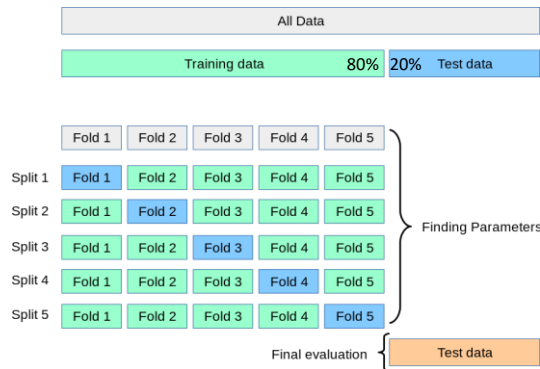 All Data
Training data 80% 20% Test data
Fold 1 Fold 2 Fold 3 Fold 4 Fold 5
Split 1 Fold 1 Fold 2 Fold 3 Fold 4 Fold 5
Split 2 Fold 1 Fold 2 Fold 3 Fold 4 Fold 5
Finding Parameters
Split 3 Fold 1 Fold 2 Fold 3 Fold 4 Fold 5
Split 4 Fold 1 Fold 2 Fold 3 Fold 4 Fold 5
Split 5 Fold 1 Fold 2 Fold 3 Fold 4 Fold 5
Final evaluation Test data